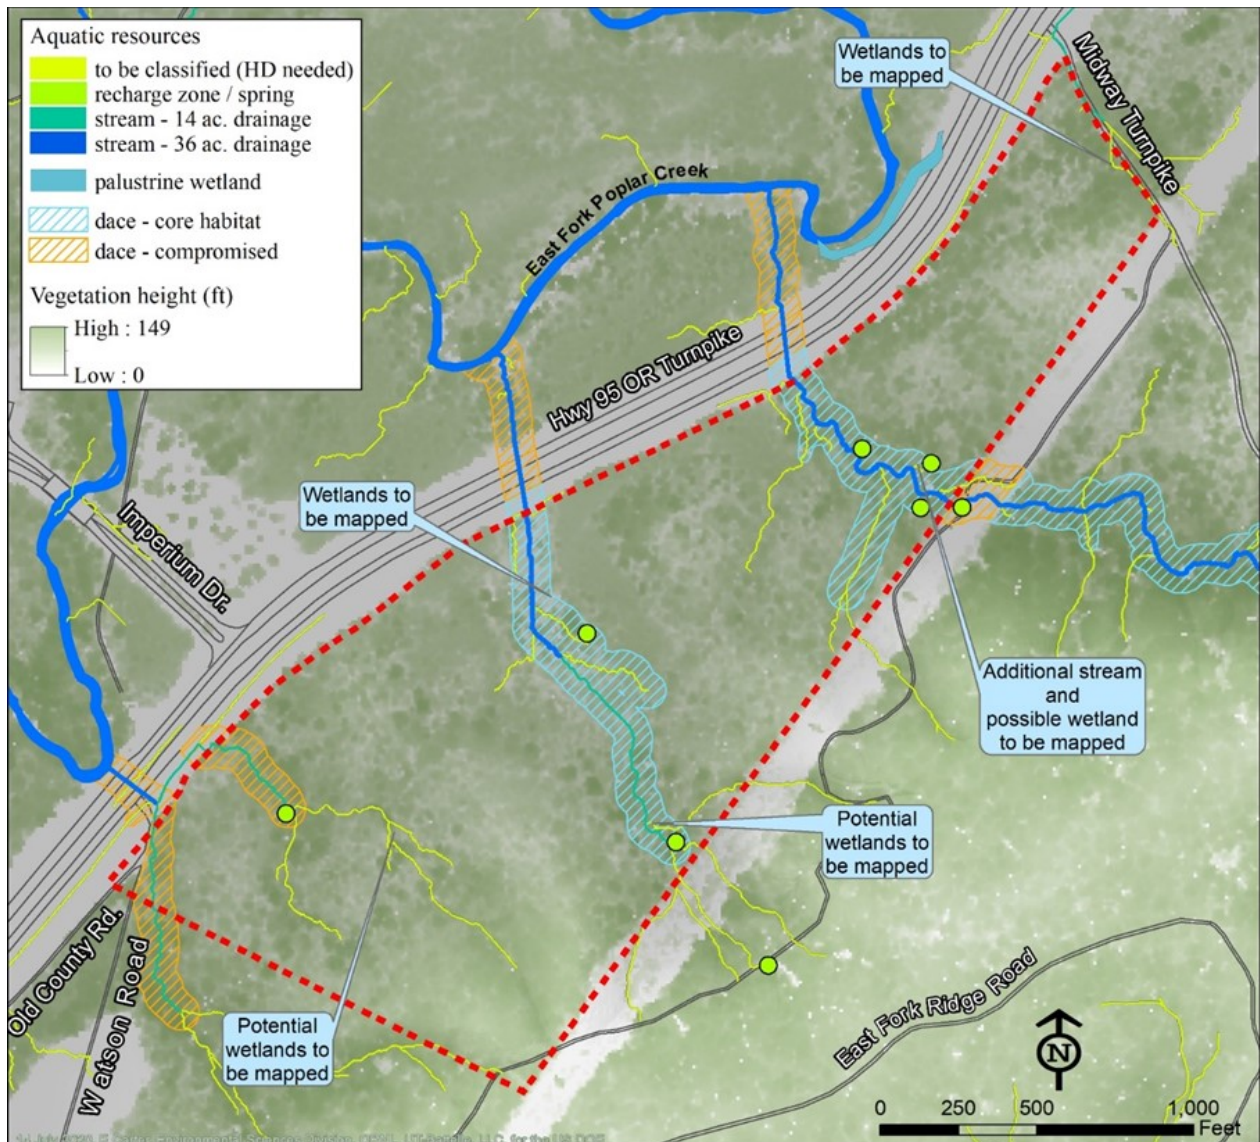 Aquatic resources
to be classified (HD needed)
recharge zone / spring
stream - 14 ac. drainage
stream - 36 ac. drainage
palustrine wetland
dace - core habitat
dace - compromised
Vegetation height (ft)
High : 149
Low : 0
Wetlands to
be mapped
Midway Turnpike
East Fork Poplar Creek
Hwy 95 OR Turnpike
Wetlands to
be mapped
Imperium Dr.
Additional stream
and
possible wetland
to be mapped
Potential
wetlands to
be mapped
Old County Rd.
Watson Road
Potential
wetlands to
be mapped
East Fork Ridge Road
N
0 250 500 1,000
Feet